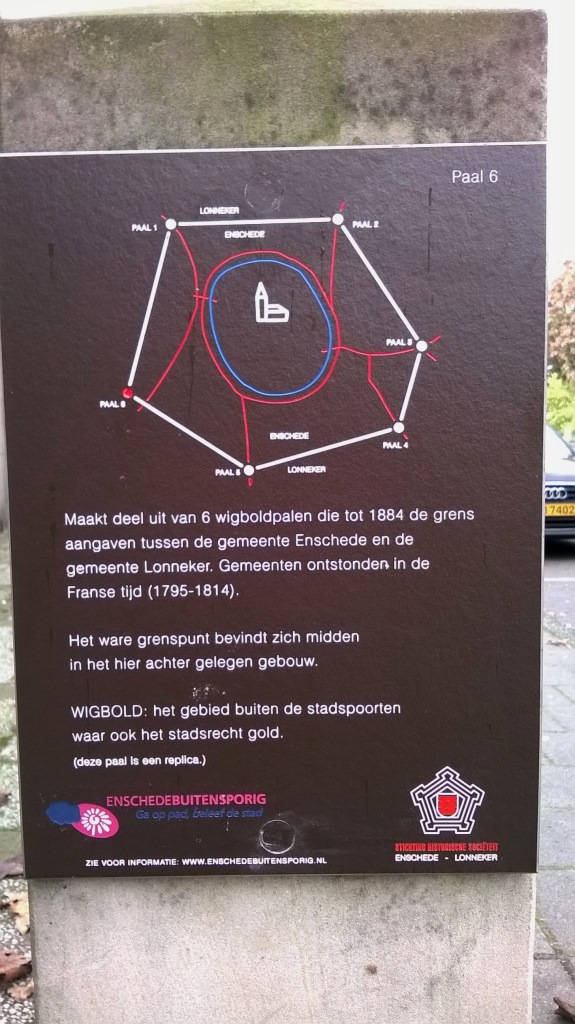 Paal 6
LONNEKER
PAAL 1
PAAL 2
ENSCHEDE
PAAL 3
PAAL 6
ENSCHEDE
PAAL 4
PAAL 5
LONNEKER
Maakt deel uit van 6 wigboldpalen die tot 1884 de grens
aangaven tussen de gemeente Enschede en de
gemeente Lonneker. Gemeenten ontstonden in de
Franse tijd (1795-1814).
Het ware grenspunt bevindt zich midden
in het hier achter gelegen gebouw.
WIGBOLD: het gebied buiten de stadspoorten
waar ook het stadsrecht gold.
(deze paal is een replica.)
ENSCHEDEBUITENSPORIG
Ga op pad, beleef de stad
STICHTING HISTORISCHE SOCIËTEIT
ENSCHEDE - LONNEKER
ZIE VOOR INFORMATIE: WWW.ENSCHEDEBUITENSPORIG.NL
7402